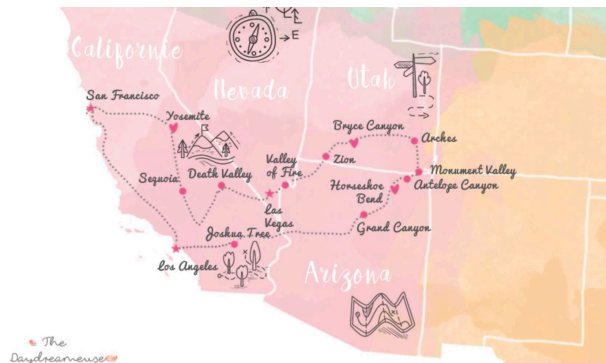 E
Californie
Nevada
Utah
San Francisco
Yosemite
Bryce Canyon
Arches
Zion
Valley
of Fire
Sequoia
Death Valley
Monument Valley
Antelope Canyon
Horseshoe
Bend
Las
Vegas
Grand Canyon
Joshua Tree
Los Angeles
Arizona
The
Daydreameuse